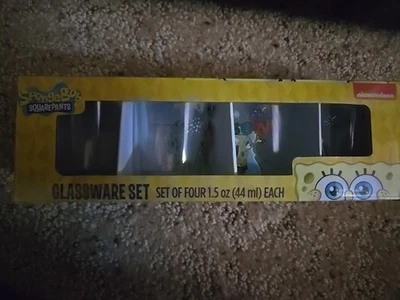 SpongeBob
SQUAREPANTS
nickelodeon
GLASSWARE SET SET OF FOUR 1.5 oz (44 ml) EACH